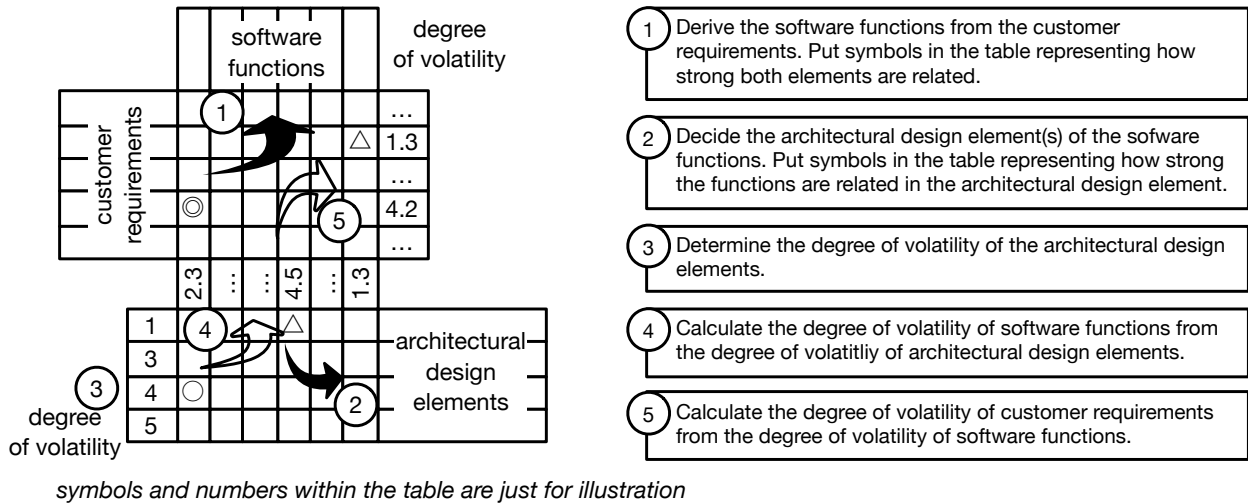 software
functions
degree
of volatility
customer
requirements
1
...
△
1.3
...
◎
5
4.2
...
2.3
...
...
4.5
...
1.3
1
4
△
3
architectural
design
elements
3
4
○
2
5
degree
of volatility
1
Derive the software functions from the customer
requirements. Put symbols in the table representing how
strong both elements are related.
2
Decide the architectural design element(s) of the sofware
functions. Put symbols in the table representing how strong
the functions are related in the architectural design element.
3
Determine the degree of volatility of the architectural design
elements.
4
Calculate the degree of volatility of software functions from
the degree of volatitliy of architectural design elements.
5
Calculate the degree of volatility of customer requirements
from the degree of volatility of software functions.
symbols and numbers within the table are just for illustration